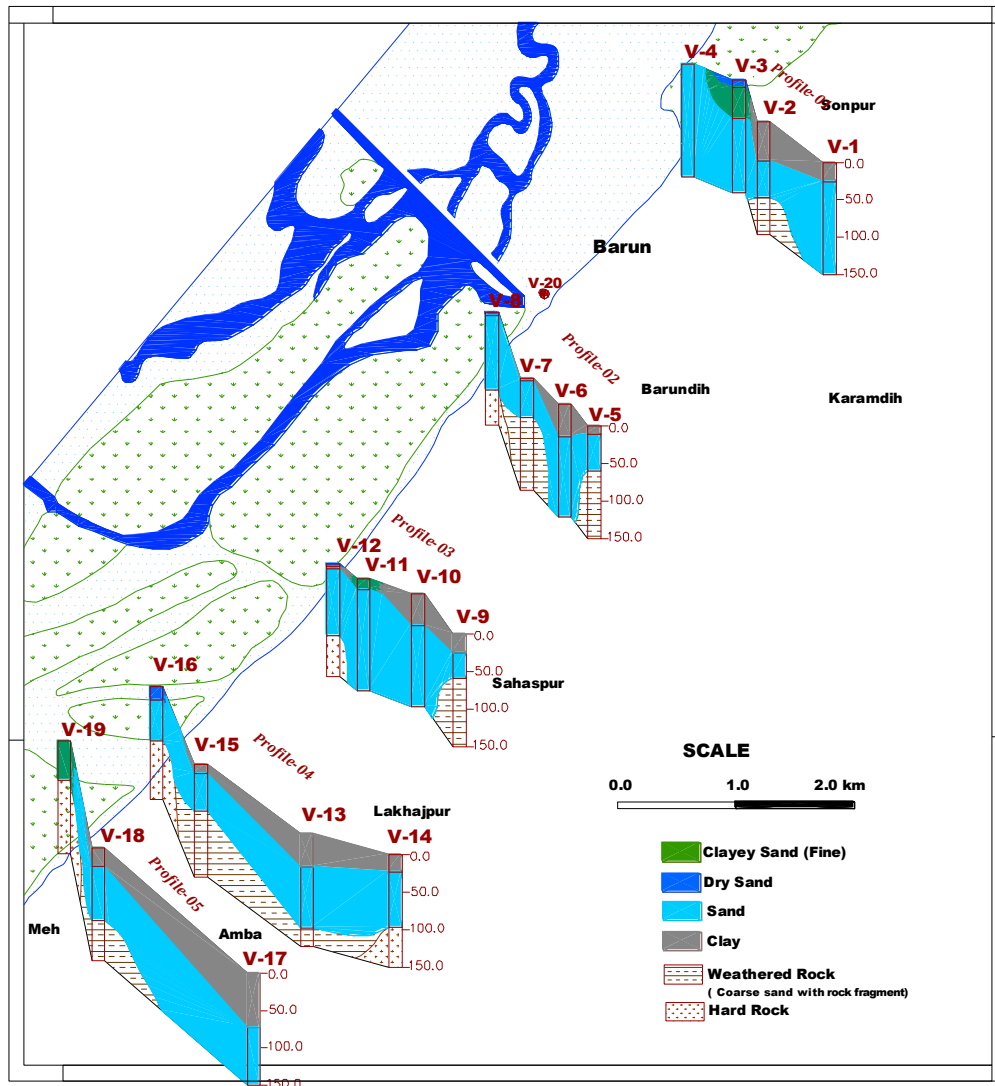 V-4
V-3
Profile-01
Sonpur
V-2
V-1
0.0
50.0
100.0
150.0
Barun
V-20
V-8
Profile-02
V-7
V-6
V-5
Barundih
Karamdih
0.0
50.0
100.0
150.0
Profile-03
V-12
V-11
V-10
V-9
0.0
50.0
100.0
150.0
Sahaspur
V-16
V-15
Profile-04
V-13
Lakhajpur
V-14
0.0
50.0
100.0
150.0
V-19
V-18
Profile-05
Meh
Amba
V-17
0.0
50.0
100.0
150.0
SCALE
0.0 1.0 2.0 km
Clayey Sand (Fine)
Dry Sand
Sand
Clay
Weathered Rock
( Coarse sand with rock fragment)
Hard Rock